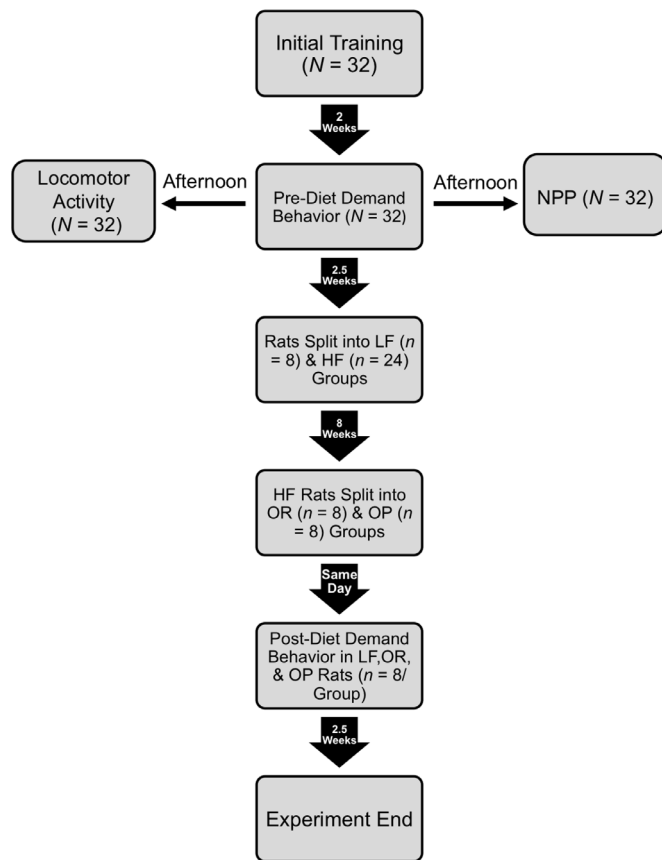 Initial Training
(N = 32)
2
Weeks
Locomotor
Activity
(N = 32)
Afternoon
Pre-Diet Demand
Behavior (N = 32)
Afternoon
NPP (N = 32)
2.5
Weeks
Rats Split into LF (n
= 8) & HF (n = 24)
Groups
8
Weeks
HF Rats Split into
OR (n = 8) & OP (n
= 8) Groups
Same
Day
Post-Diet Demand
Behavior in LF,OR,
& OP Rats (n = 8/
Group)
2.5
Weeks
Experiment End